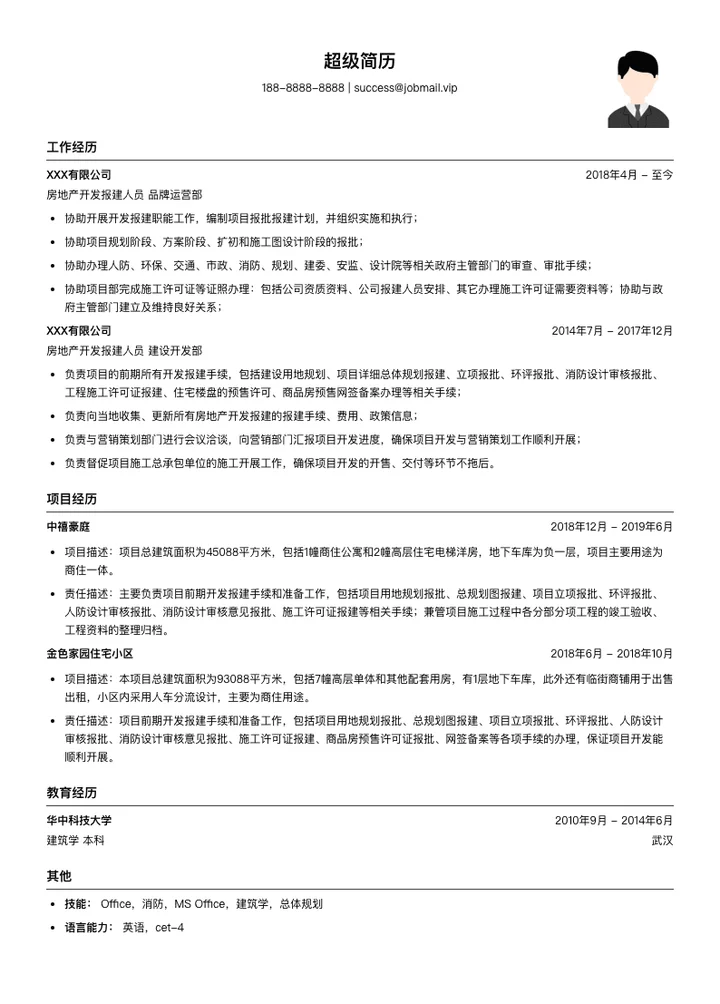 超级简历
188-8888-8888 | success@jobmail.vip
工作经历
XXX有限公司 2018年4月 – 至今
房地产开发报建人员 品牌运营部
• 协助开展开发报建职能工作，编制项目报批报建计划，并组织实施和执行；
• 协助项目规划阶段、方案阶段、扩初和施工图设计阶段的报批；
• 协助办理人防、环保、交通、市政、消防、规划、建委、安监、设计院等相关政府主管部门的审查、审批手续；
• 协助项目部完成施工许可证等证照办理：包括公司资质资料、公司报建人员安排、其它办理施工许可证需要资料等；协助与政
府主管部门建立及维持良好关系；
XXX有限公司 2014年7月 – 2017年12月
房地产开发报建人员 建设开发部
• 负责项目的前期所有开发报建手续，包括建设用地规划、项目详细总体规划报建、立项报批、环评报批、消防设计审核报批、
工程施工许可证报建、住宅楼盘的预售许可、商品房预售网签备案办理等相关手续；
• 负责向当地收集、更新所有房地产开发报建的报建手续、费用、政策信息；
• 负责与营销策划部门进行会议洽谈，向营销部门汇报项目开发进度，确保项目开发与营销策划工作顺利开展；
• 负责督促项目施工总承包单位的施工开展工作，确保项目开发的开售、交付等环节不拖后。
项目经历
中禧豪庭 2018年12月 – 2019年6月
• 项目描述：项目总建筑面积为45088平方米，包括1幢商住公寓和2幢高层住宅电梯洋房，地下车库为负一层，项目主要用途为
商住一体。
• 责任描述：主要负责项目前期开发报建手续和准备工作，包括项目用地规划报批、总规划图报建、项目立项报批、环评报批、
人防设计审核报批、消防设计审核意见报批、施工许可证报建等相关手续；兼管项目施工过程中各分部分项工程的竣工验收、
工程资料的整理归档。
金色家园住宅小区 2018年6月 – 2018年10月
• 项目描述：本项目总建筑面积为93088平方米，包括7幢高层单体和其他配套用房，有1层地下车库，此外还有临街商铺用于出售
出租，小区内采用人车分流设计，主要为商住用途。
• 责任描述：项目前期开发报建手续和准备工作，包括项目用地规划报批、总规划图报建、项目立项报批、环评报批、人防设计
审核报批、消防设计审核意见报批、施工许可证报建、商品房预售许可证报批、网签备案等各项手续的办理，保证项目开发能
顺利开展。
教育经历
华中科技大学 2010年9月 – 2014年6月
建筑学 本科 武汉
其他
• 技能： Office，消防，MS Office，建筑学，总体规划
• 语言能力： 英语，cet-4